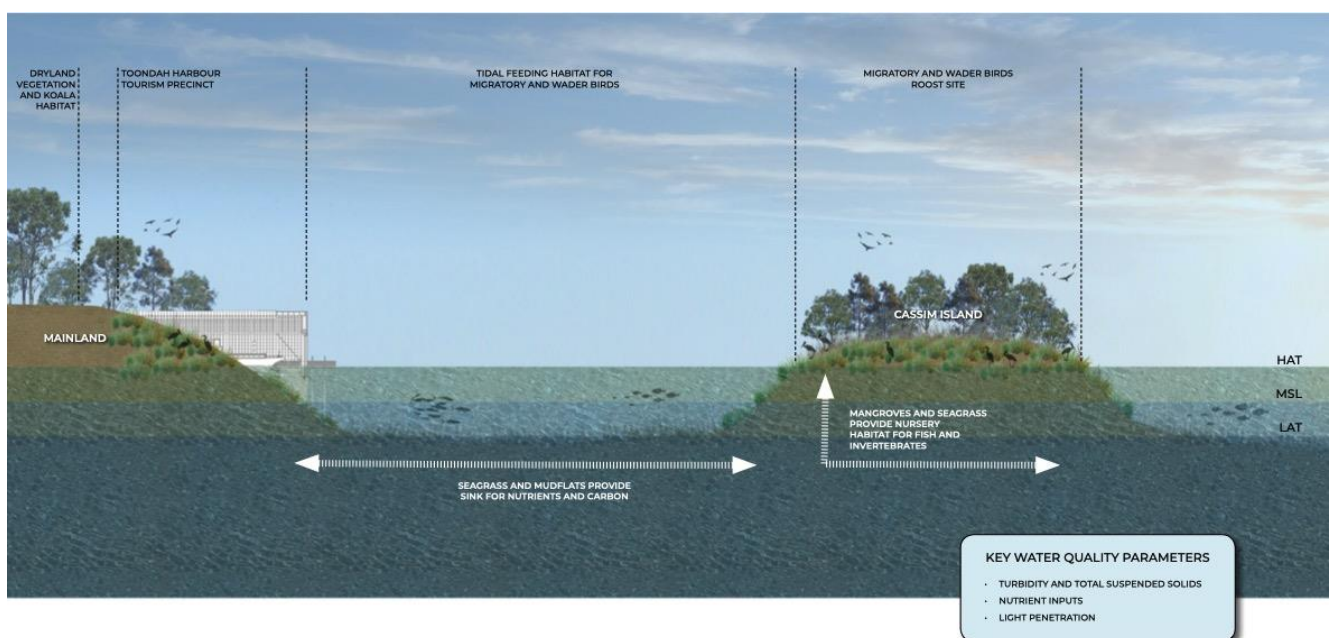 DRYLAND
VEGETATION
AND KOALA
HABITAT
TOONDAH HARBOUR
TOURISM PRECINCT
TIDAL FEEDING HABITAT FOR
MIGRATORY AND WADER BIRDS
MIGRATORY AND WADER BIRDS
ROOST SITE
MAINLAND
CASSIM ISLAND
HAT
MSL
LAT
MANGROVES AND SEAGRASS
PROVIDE NURSERY
HABITAT FOR FISH AND
INVERTEBRATES
SEAGRASS AND MUDFLATS PROVIDE
SINK FOR NUTRIENTS AND CARBON
KEY WATER QUALITY PARAMETERS
· TURBIDITY AND TOTAL SUSPENDED SOLIDS
· NUTRIENT INPUTS
· LIGHT PENETRATION